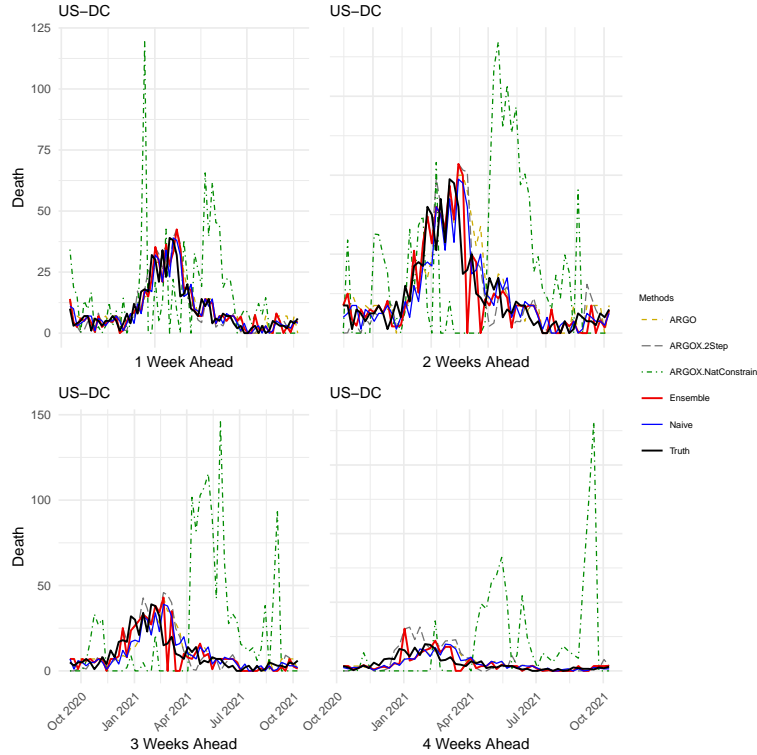 US−DC
US−DC
125
100
75
50
25
0
Death
1 Week Ahead
2 Weeks Ahead
Methods
ARGO
ARGOX.2Step
ARGOX.NatConstrain
Ensemble
Naive
Truth
US−DC
US−DC
150
100
50
0
Death
Oct 2020
Jan 2021
Apr 2021
Jul 2021
Oct 2021
Oct 2020
Jan 2021
Apr 2021
Jul 2021
Oct 2021
3 Weeks Ahead
4 Weeks Ahead